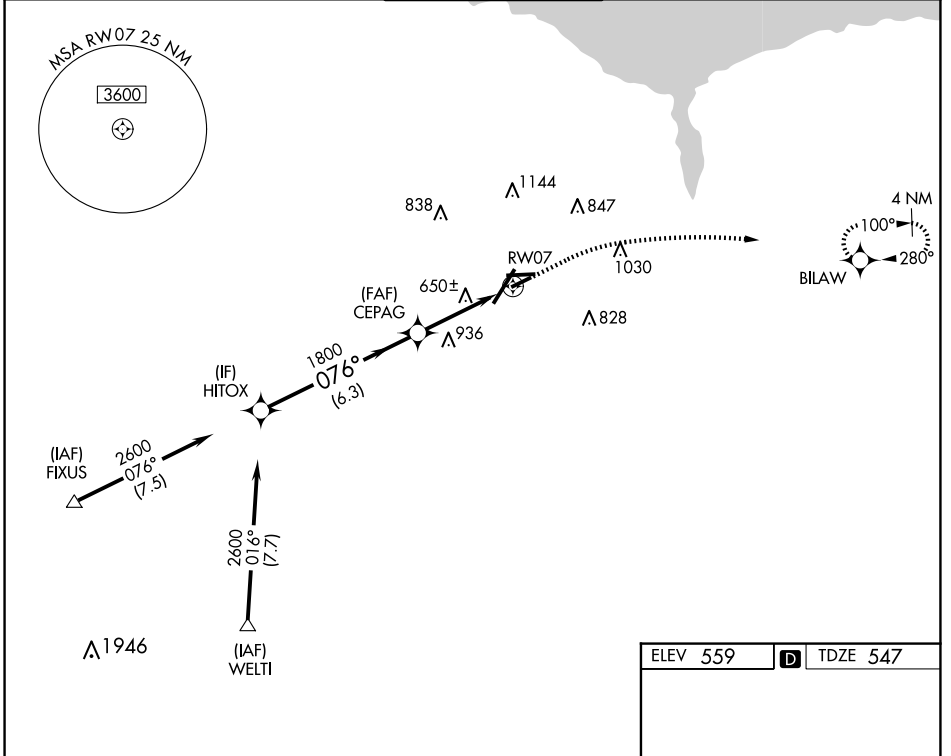 MSA RW07 25 NM
3600
1144
838
847
4 NM
100°
280°
BILAW
RW07
1030
650±
(FAF)
CEPAG
936
828
1800
076°
(6.3)
(IF)
HITOX
(IAF)
FIXUS
2600
076°
(7.5)
2600
016°
(7.7)
1946
(IAF)
WELTI
ELEV 559 D TDZE 547